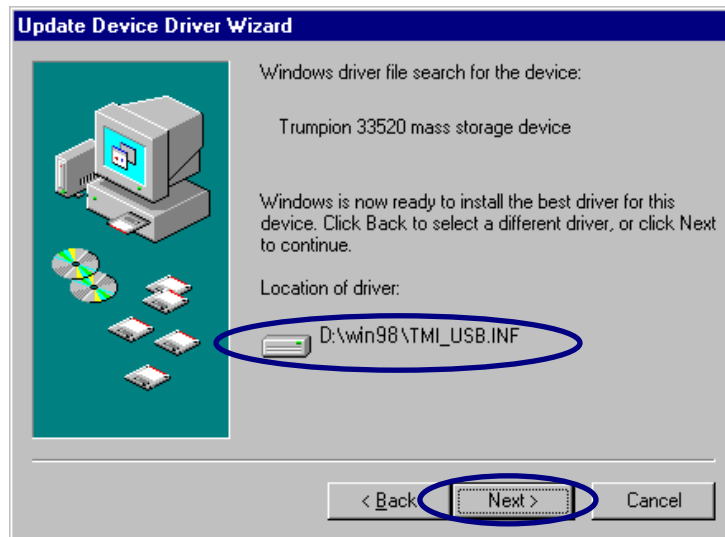 Update Device Driver Wizard
Windows driver file search for the device:
Trumpion 33520 mass storage device
Windows is now ready to install the best driver for this
device. Click Back to select a different driver, or click Next
to continue.
Location of driver:
D:\win98\TMI_USB.INF
< Back
Next >
Cancel